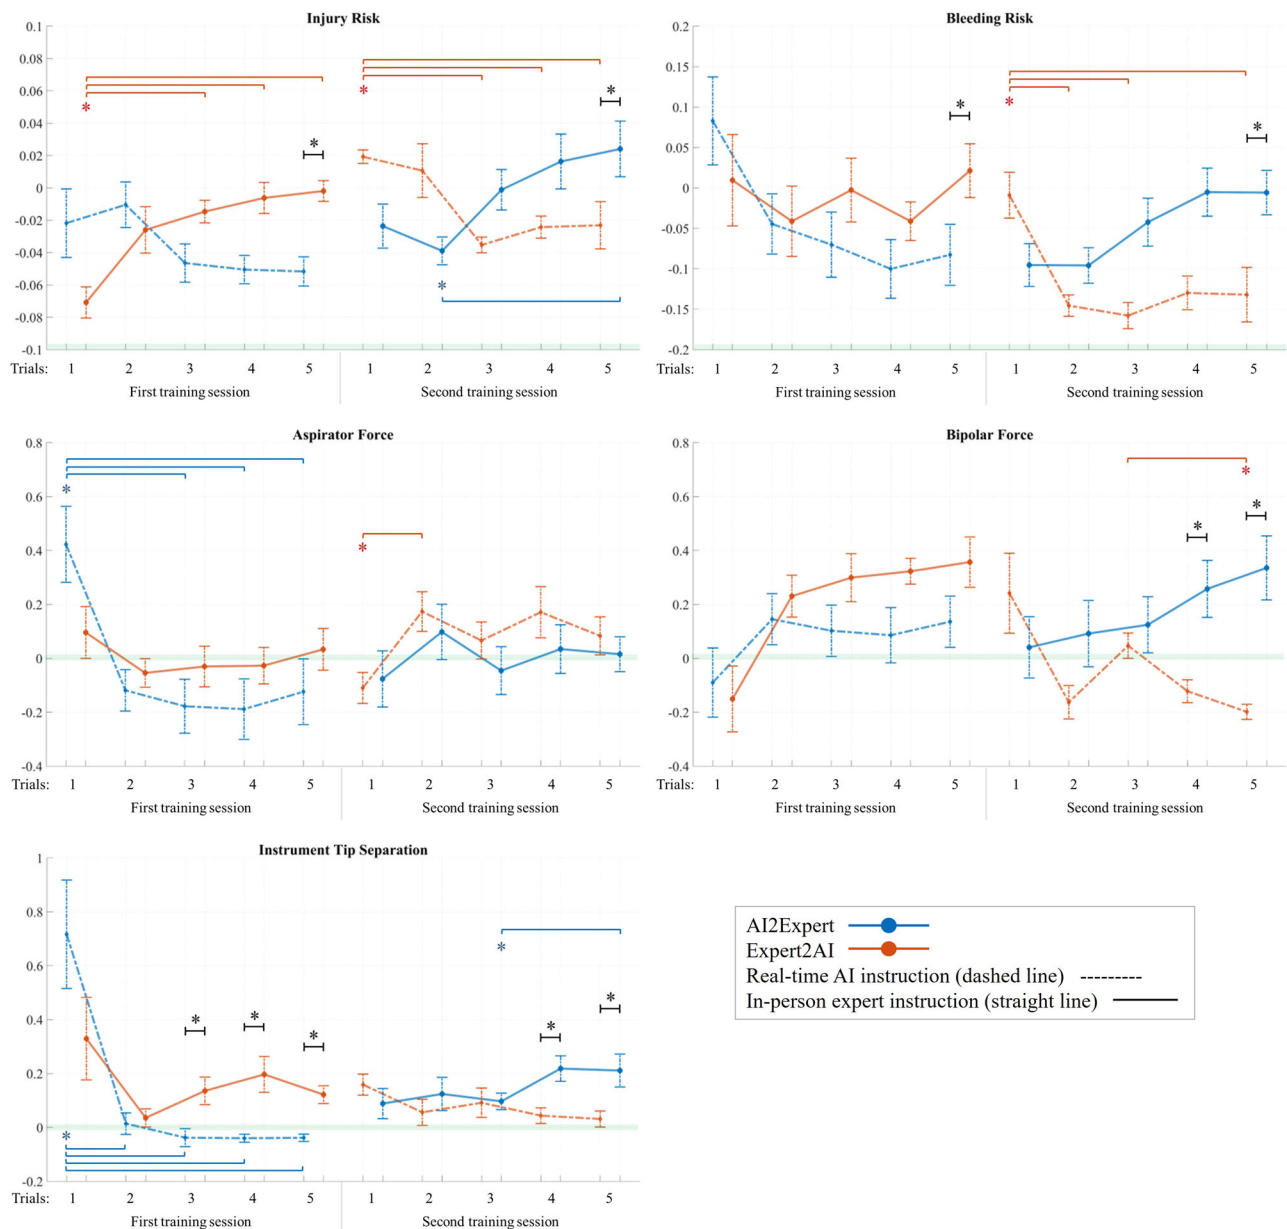 Injury Risk
0.1
0.08
0.06
0.04
0.02
0
-0.02
-0.04
-0.06
-0.08
-0.1
* * * * *
Trials: 1 2 3 4 5 1 2 3 4 5
First training session Second training session
Bleeding Risk
0.2
0.15
0.1
0.05
0
-0.05
-0.1
-0.15
-0.2
* * *
1 2 3 4 5 1 2 3 4 5
First training session Second training session
Aspirator Force
0.8
0.6
0.4
0.2
0
-0.2
-0.4
* *
Trials: 1 2 3 4 5 1 2 3 4 5
First training session Second training session
Bipolar Force
0.8
0.6
0.4
0.2
0
-0.2
-0.4
* * *
1 2 3 4 5 1 2 3 4 5
First training session Second training session
Instrument Tip Separation
1
0.8
0.6
0.4
0.2
0
-0.2
* * * * * * *
Trials: 1 2 3 4 5 1 2 3 4 5
First training session Second training session
AI2Expert
Expert2AI
Real-time AI instruction (dashed line)
In-person expert instruction (straight line)